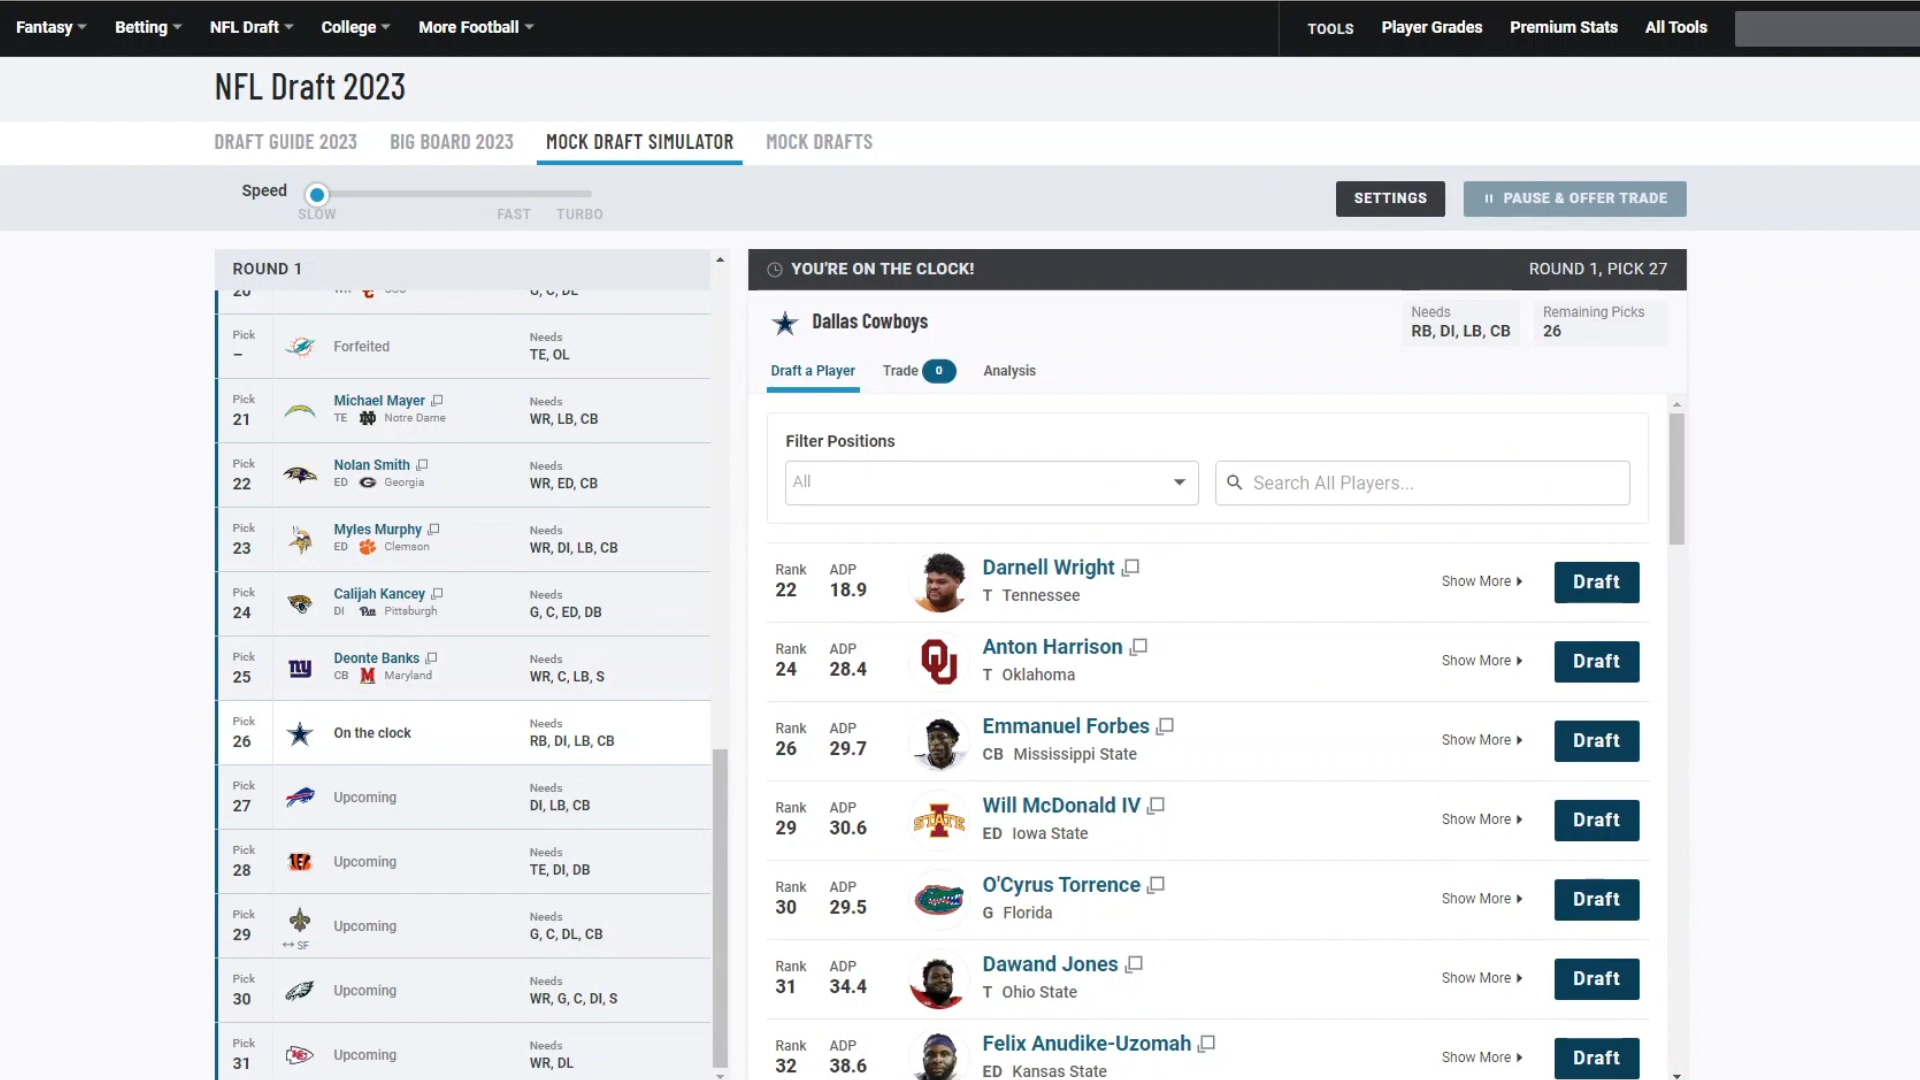 Fantasy Betting NFL Draft College More Football TOOLS Player Grades Premium Stats All Tools
NFL Draft 2023
DRAFT GUIDE 2023 BIG BOARD 2023 MOCK DRAFT SIMULATOR MOCK DRAFTS
Speed
SLOW FAST TURBO
SETTINGS
PAUSE & OFFER TRADE
ROUND 1
20
G, C, DL
Pick
–
Forfeited
Needs
TE, OL
Pick
21
Michael Mayer
TE Notre Dame
Needs
WR, LB, CB
Pick
22
Nolan Smith
ED Georgia
Needs
WR, ED, CB
Pick
23
Myles Murphy
ED Clemson
Needs
WR, DI, LB, CB
Pick
24
Calijah Kancey
DI Pitt Pittsburgh
Needs
G, C, ED, DB
Pick
25
ny
Deonte Banks
CB M Maryland
Needs
WR, C, LB, S
Pick
26
On the clock
Needs
RB, DI, LB, CB
Pick
27
Upcoming
Needs
DI, LB, CB
Pick
28
Upcoming
Needs
TE, DI, DB
Pick
29
↔ SF
Upcoming
Needs
G, C, DL, CB
Pick
30
Upcoming
Needs
WR, G, C, DI, S
Pick
31
Upcoming
Needs
WR, DL
YOU'RE ON THE CLOCK! ROUND 1, PICK 27
Dallas Cowboys
Needs
RB, DI, LB, CB
Remaining Picks
26
Draft a Player Trade 0 Analysis
Filter Positions
All
Search All Players...
Rank ADP
22 18.9
Darnell Wright
T Tennessee
Show More
Draft
Rank ADP
24 28.4
OU
Anton Harrison
T Oklahoma
Show More
Draft
Rank ADP
26 29.7
Emmanuel Forbes
CB Mississippi State
Show More
Draft
Rank ADP
29 30.6
I STATE
Will McDonald IV
ED Iowa State
Show More
Draft
Rank ADP
30 29.5
O'Cyrus Torrence
G Florida
Show More
Draft
Rank ADP
31 34.4
Dawand Jones
T Ohio State
Show More
Draft
Rank ADP
32 38.6
Felix Anudike-Uzomah
ED Kansas State
Show More
Draft